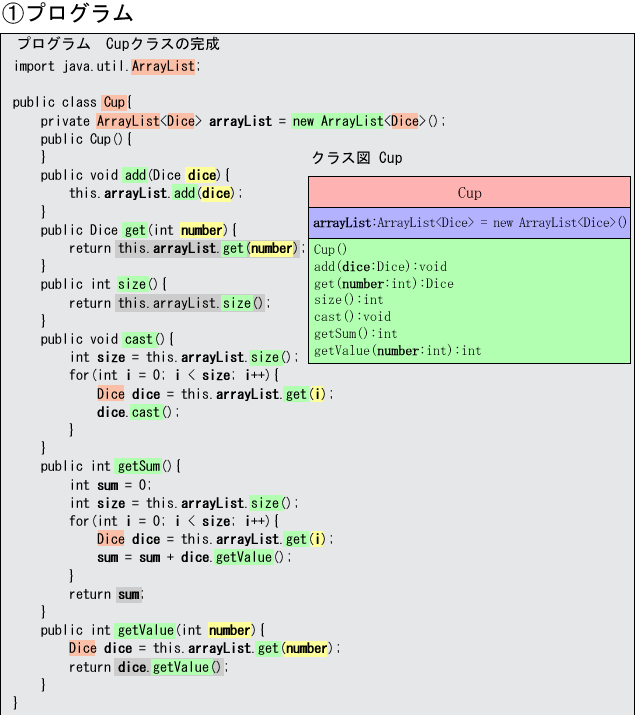 ①プログラム
プログラム　Cupクラスの完成
import java.util.ArrayList;
public class Cup{
private ArrayList<Dice> arrayList = new ArrayList<Dice>();
public Cup(){
}
public void add(Dice dice){
this.arrayList.add(dice);
}
public Dice get(int number){
return this.arrayList.get(number);
}
public int size(){
return this.arrayList.size();
}
public void cast(){
int size = this.arrayList.size();
for(int i = 0; i < size; i++){
Dice dice = this.arrayList.get(i);
dice.cast();
}
}
public int getSum(){
int sum = 0;
int size = this.arrayList.size();
for(int i = 0; i < size; i++){
Dice dice = this.arrayList.get(i);
sum = sum + dice.getValue();
}
return sum;
}
public int getValue(int number){
Dice dice = this.arrayList.get(number);
return dice.getValue();
}
}
クラス図 Cup
Cup
arrayList:ArrayList<Dice> = new ArrayList<Dice>()
Cup()
add(dice:Dice):void
get(number:int):Dice
size():int
cast():void
getSum():int
getValue(number:int):int